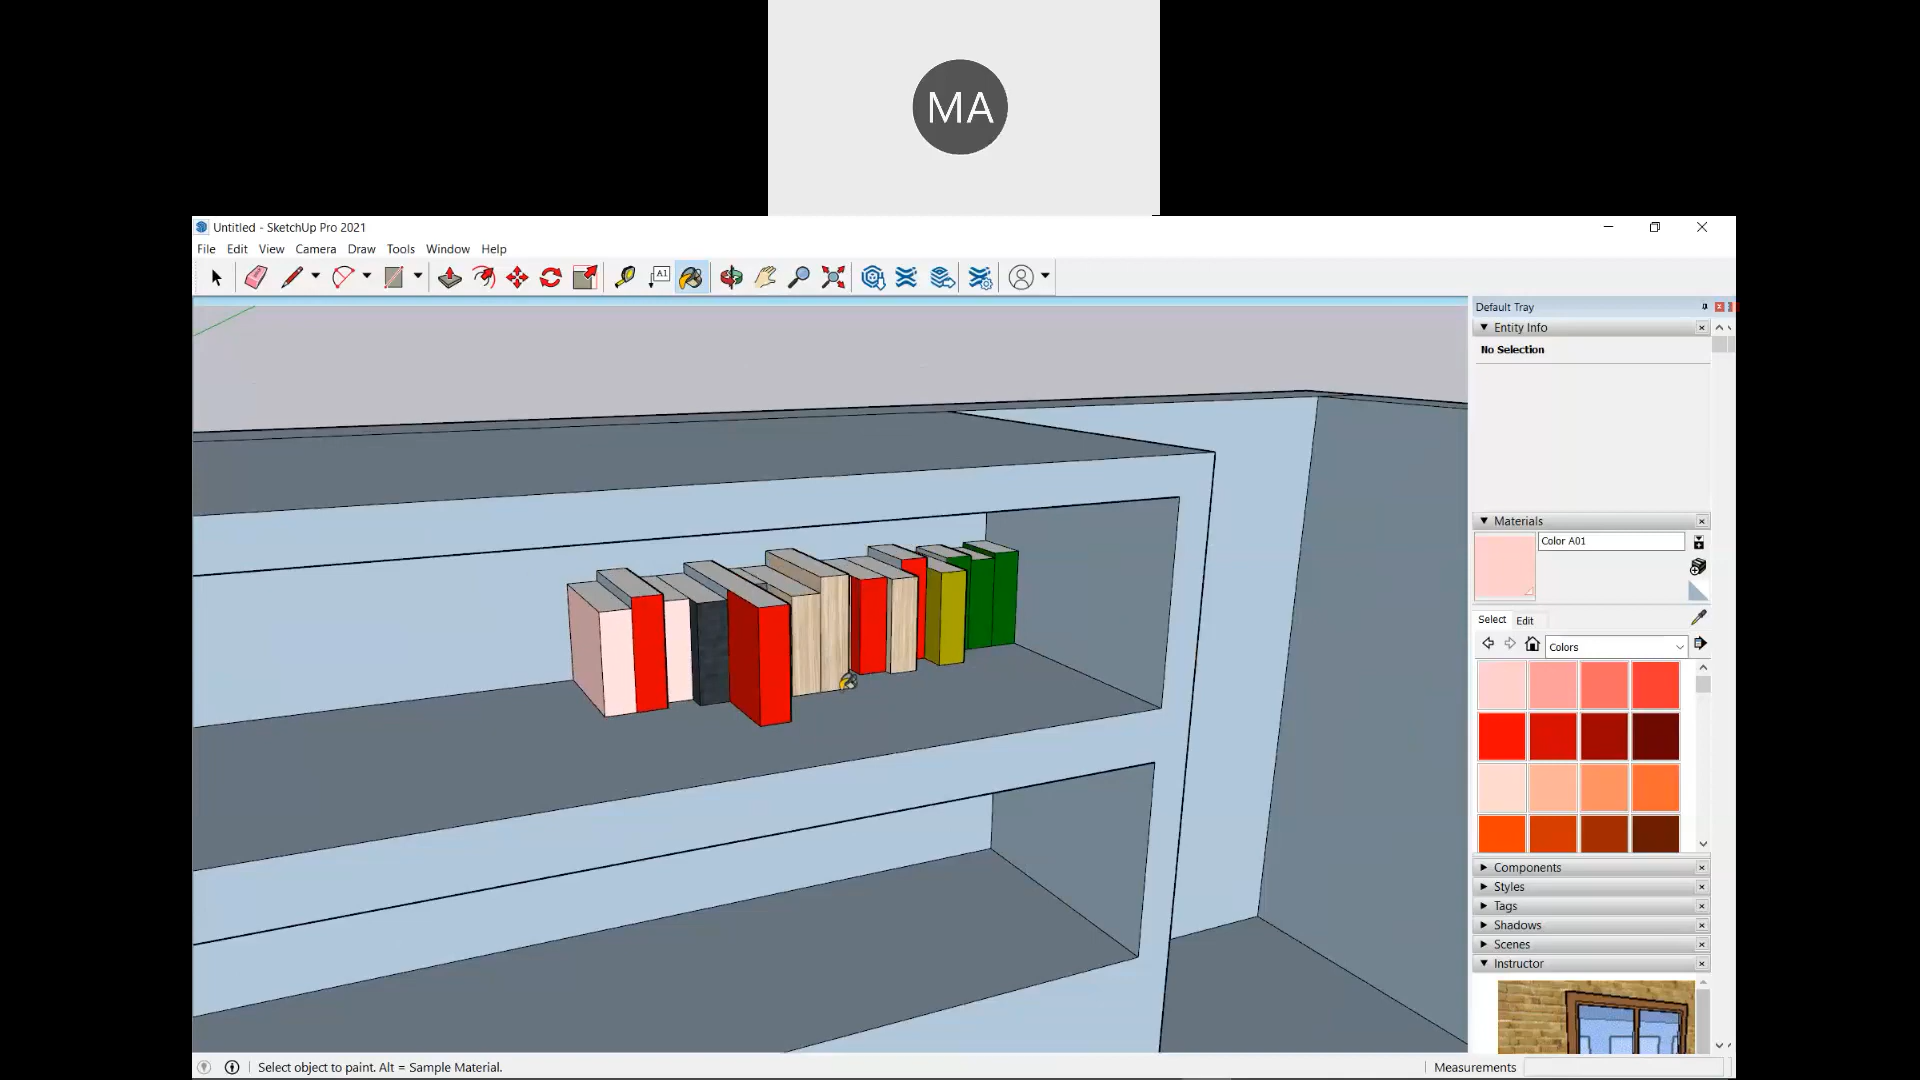 MA
Untitled - SketchUp Pro 2021
File Edit View Camera Draw Tools Window Help
A1
Default Tray
Entity Info
No Selection
Materials
Color A01
Select Edit
Colors
Components
Styles
Tags
Shadows
Scenes
Instructor
Select object to paint. Alt = Sample Material.
Measurements